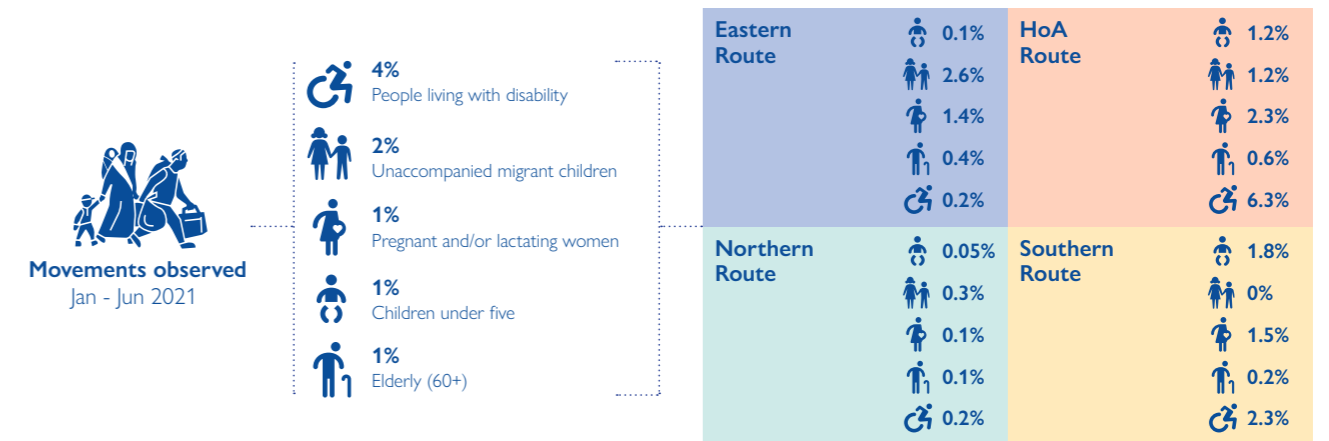 Movements observed
Jan - Jun 2021
4%
People living with disability
2%
Unaccompanied migrant children
1%
Pregnant and/or lactating women
1%
Children under five
1%
Elderly (60+)
Eastern
Route
0.1%
2.6%
1.4%
0.4%
0.2%
HoA
Route
1.2%
1.2%
2.3%
0.6%
6.3%
Northern
Route
0.05%
0.3%
0.1%
0.1%
0.2%
Southern
Route
1.8%
0%
1.5%
0.2%
2.3%